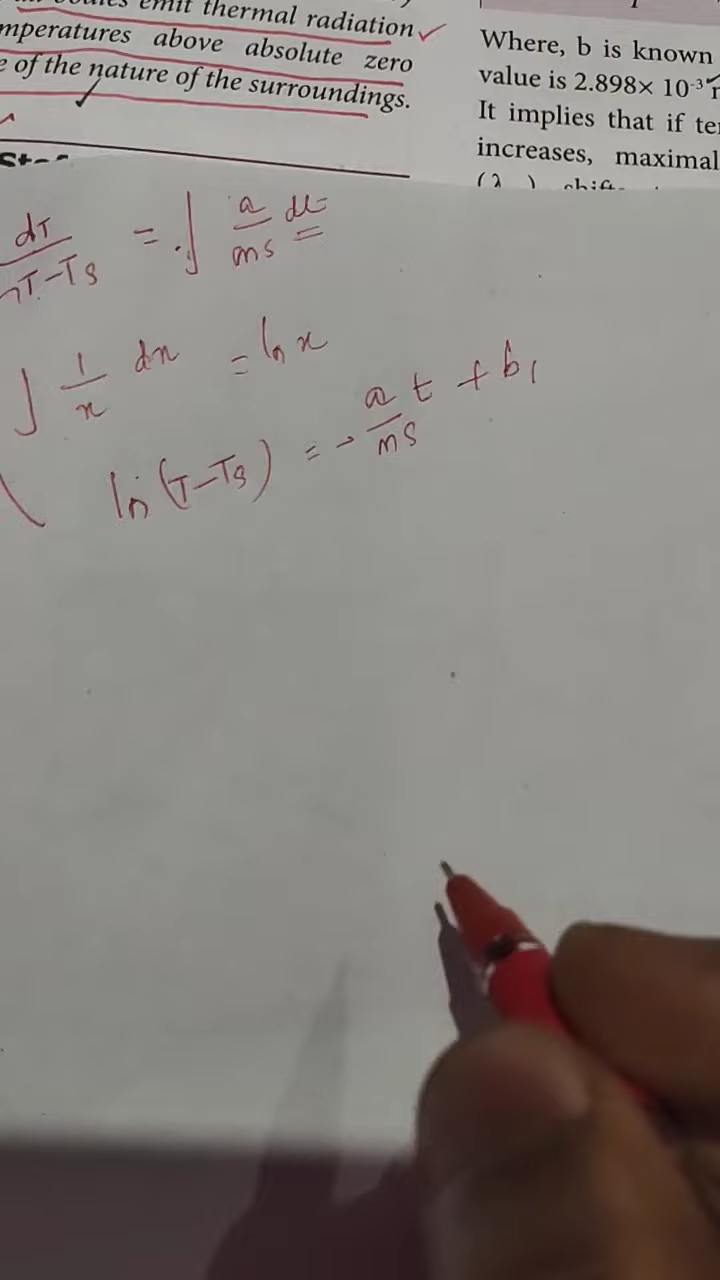 emit thermal radiation
above absolute zero
of the nature of the surroundings.
Where, b is known
value is 2.898× 10⁻³
It implies that if
increases, maximal
dT / T-Ts = ∫ a/ms dt
∫ 1/x dx = ln x
ln (T-Ts) = - a/ms t + b₁